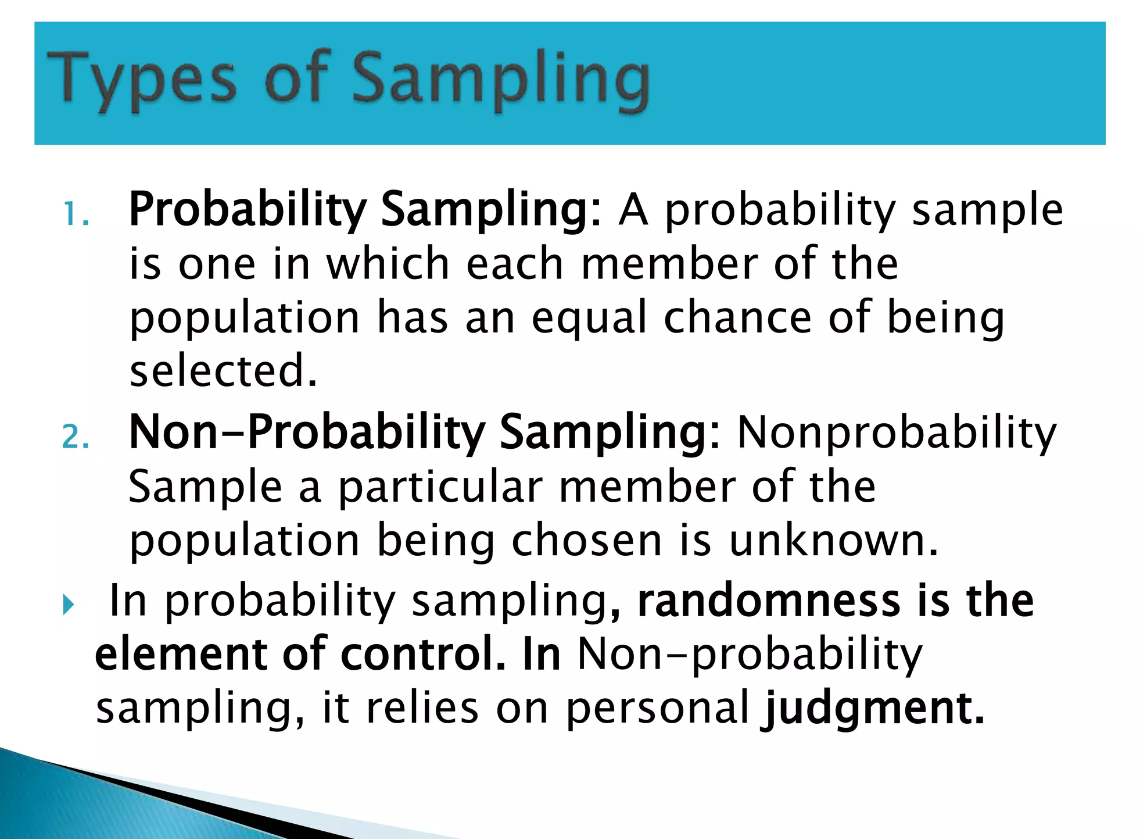 Types of Sampling
1. Probability Sampling: A probability sample
is one in which each member of the
population has an equal chance of being
selected.
2. Non-Probability Sampling: Nonprobability
Sample a particular member of the
population being chosen is unknown.
In probability sampling, randomness is the
element of control. In Non-probability
sampling, it relies on personal judgment.